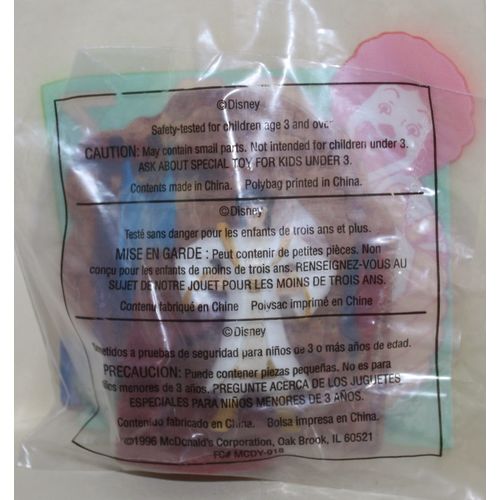 ©Disney
Safety-tested for children age 3 and over.
CAUTION: May contain small parts. Not intended for children under 3.
ASK ABOUT SPECIAL TOY FOR KIDS UNDER 3.
Contents made in China. Polybag printed in China.
©Disney
Testé sans danger pour les enfants de trois ans et plus.
MISE EN GARDE : Peut contenir de petites pièces. Non
conçu pour les enfants de moins de trois ans. RENSEIGNEZ-VOUS AU
SUJET DE NOTRE JOUET POUR LES MOINS DE TROIS ANS.
Contenu fabriqué en Chine Polysac imprimé en Chine
©Disney
Sometidos a pruebas de seguridad para niños de 3 o más años de edad.
PRECAUCION: Puede contener piezas pequeñas. No es para
niños menores de 3 años. PREGUNTE ACERCA DE LOS JUGUETES
ESPECIALES PARA NIÑOS MENORES DE 3 AÑOS.
Contenido fabricado en China. Bolsa impresa en China.
©1996 McDonald's Corporation, Oak Brook, IL 60521
FC# MCDY-018